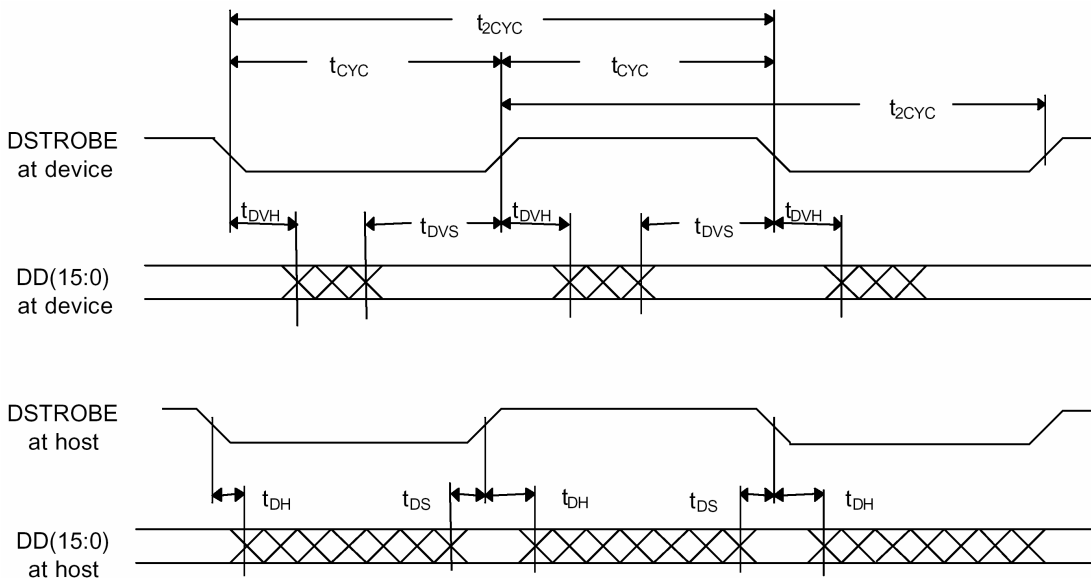 t2CYC
tCYC tCYC
t2CYC
DSTROBE
at device
tDVH tDVS tDVH tDVS tDVH
DD(15:0)
at device
DSTROBE
at host
tDH tDS tDH tDS tDH
DD(15:0)
at host